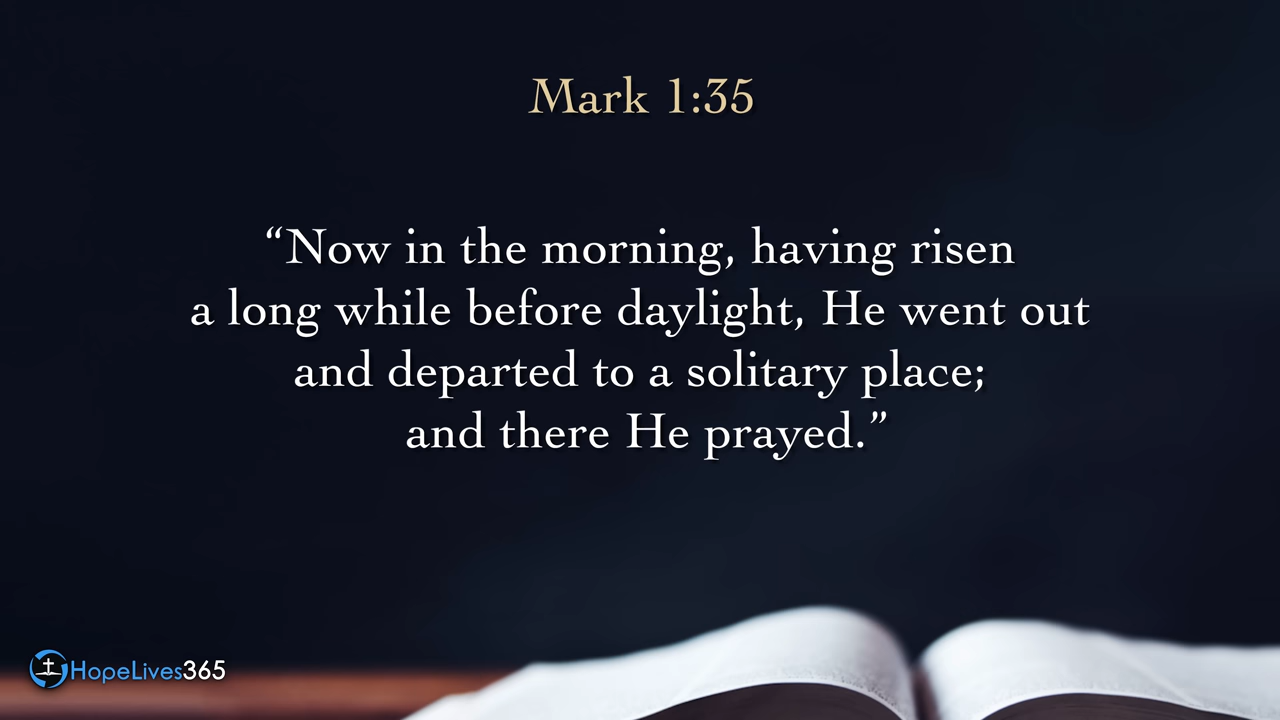 Mark 1:35
“Now in the morning, having risen
a long while before daylight, He went out
and departed to a solitary place;
and there He prayed.”
HopeLives365